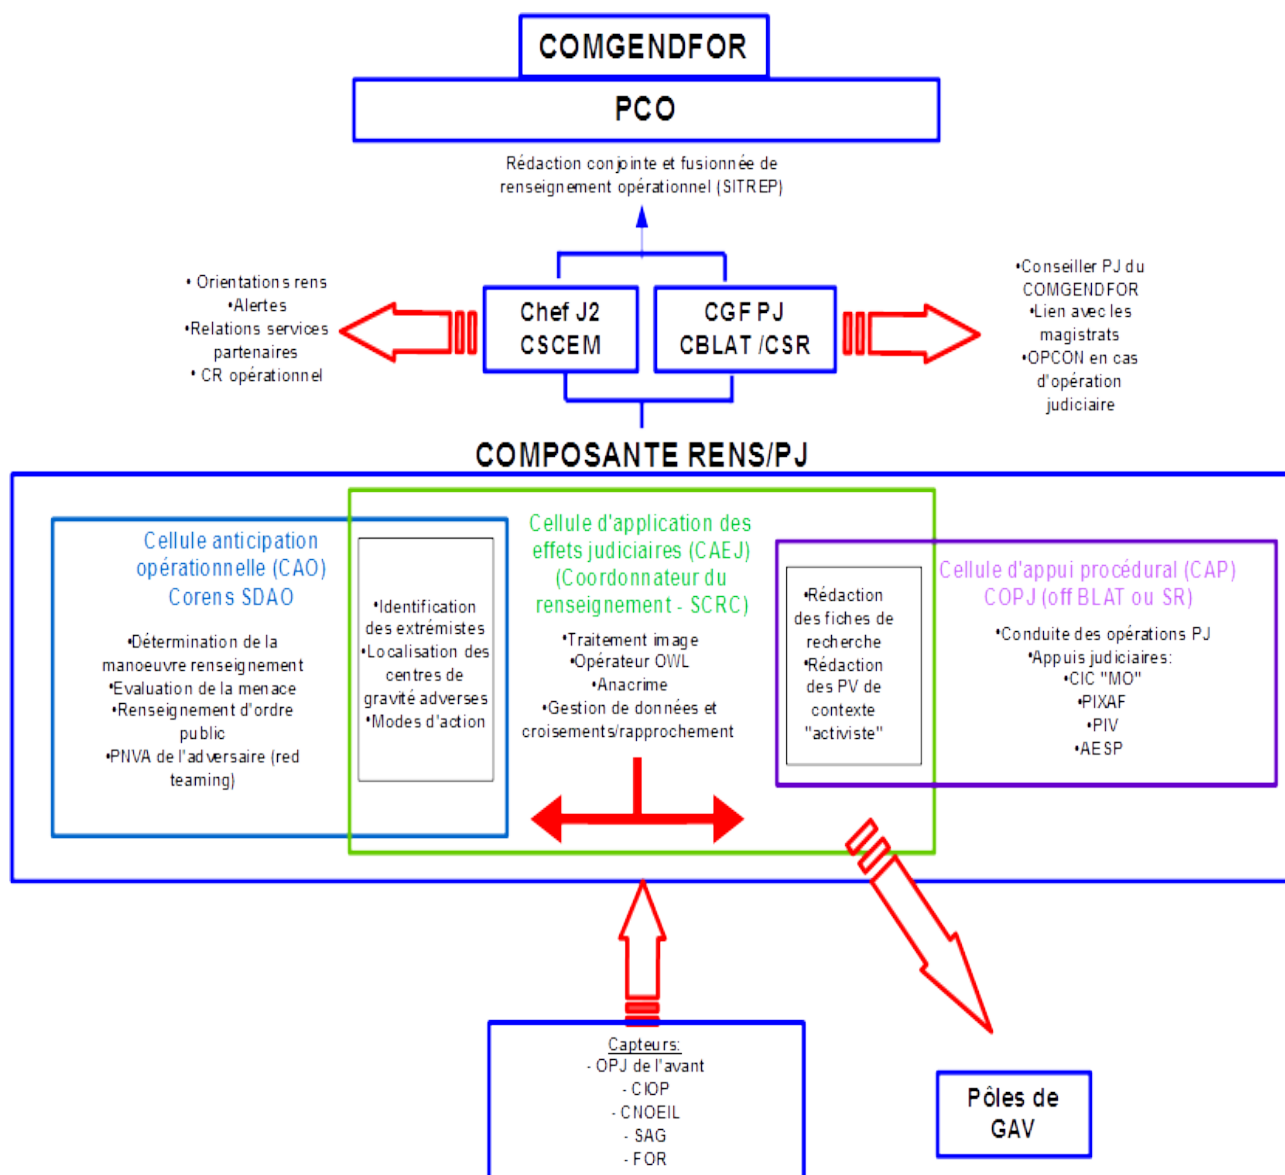 COMGENDFOR
PCO
Rédaction conjointe et fusionnée de
renseignement opérationnel (SITREP)
• Orientations rens
•Alertes
•Relations services
partenaires
• CR opérationnel
Chef J2
CSCEM
CGF PJ
CBLAT /CSR
•Conseiller PJ du
COMGENDFOR
•Lien avec les
magistrats
•OPCON en cas
d'opération
judiciaire
COMPOSANTE RENS/PJ
Cellule anticipation
opérationnelle (CAO)
Corens SDAO
•Détermination de la
manoeuvre renseignement
•Evaluation de la menace
•Renseignement d'ordre
public
•PNVA de l'adversaire (red
teaming)
•Identification
des extrémistes
•Localisation des
centres de
gravité adverses
•Modes d'action
Cellule d'application des
effets judiciaires (CAEJ)
(Coordonnateur du
renseignement - SCRC)
•Traitement image
•Opérateur OWL
•Anacrime
•Gestion de données et
croisements/rapprochement
•Rédaction
des fiches de
recherche
•Rédaction
des PV de
contexte
"activiste"
Cellule d'appui procédural (CAP)
COPJ (off BLAT ou SR)
•Conduite des opérations PJ
•Appuis judiciaires:
•CIC "MO"
•PIXAF
•PIV
•AESP
Capteurs:
- OPJ de l'avant
- CIOP
- CNOEIL
- SAG
- FOR
Pôles de
GAV